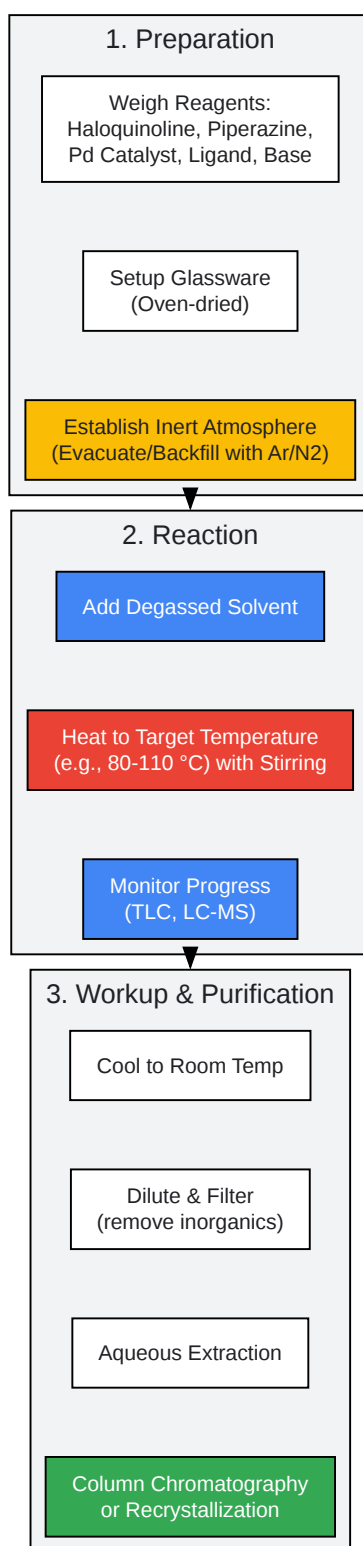 1. Preparation
Weigh Reagents:
Haloquinoline, Piperazine,
Pd Catalyst, Ligand, Base
Setup Glassware
(Oven-dried)
Establish Inert Atmosphere
(Evacuate/Backfill with Ar/N2)
2. Reaction
Add Degassed Solvent
Heat to Target Temperature
(e.g., 80-110 °C) with Stirring
Monitor Progress
(TLC, LC-MS)
3. Workup & Purification
Cool to Room Temp
Dilute & Filter
(remove inorganics)
Aqueous Extraction
Column Chromatography
or Recrystallization